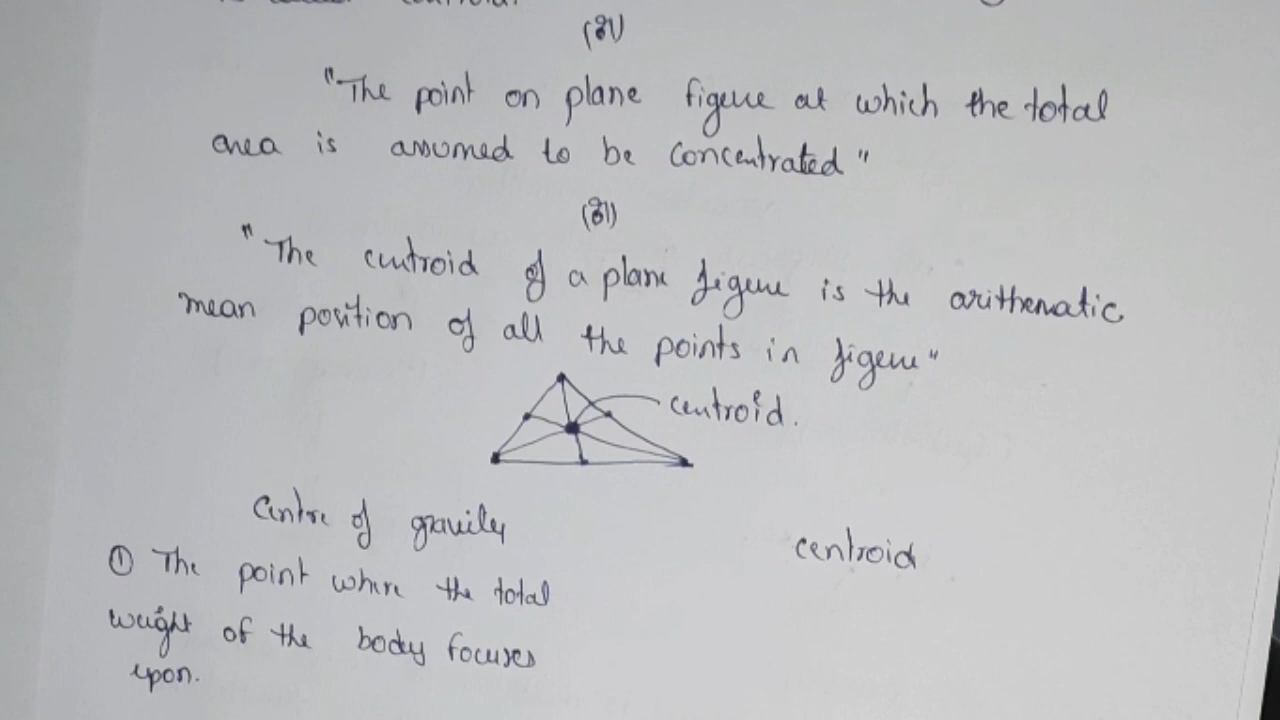 (or)
"The point on plane figure at which the total
area is assumed to be concentrated"
(or)
"The centroid of a plane figure is the arithematic
mean position of all the points in figure"
centroid.
Centre of gravity
centroid
① The point where the total
weight of the body focuses
upon.